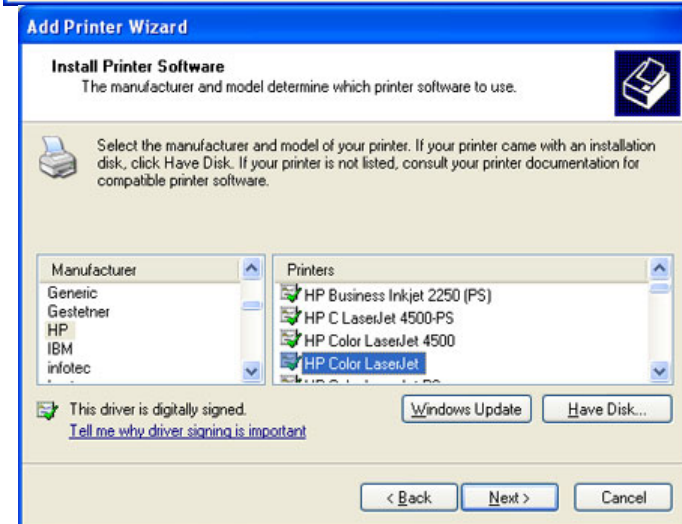 Add Printer Wizard
Install Printer Software
The manufacturer and model determine which printer software to use.
Select the manufacturer and model of your printer. If your printer came with an installation
disk, click Have Disk. If your printer is not listed, consult your printer documentation for
compatible printer software.
Manufacturer
Generic
Gestetner
HP
IBM
infotec
Printers
HP Business Inkjet 2250 (PS)
HP C LaserJet 4500-PS
HP Color LaserJet 4500
HP Color LaserJet
This driver is digitally signed.
Tell me why driver signing is important
Windows Update
Have Disk...
< Back
Next >
Cancel